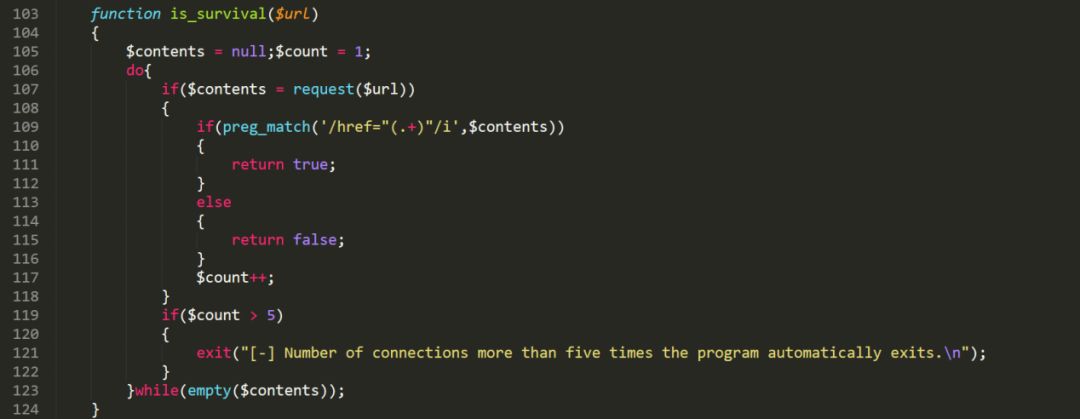 103 function is_survival($url)
104 {
105 $contents = null;$count = 1;
106 do{
107 if($contents = request($url))
108 {
109 if(preg_match('/href="(.+)"/i',$contents))
110 {
111 return true;
112 }
113 else
114 {
115 return false;
116 }
117 $count++;
118 }
119 if($count > 5)
120 {
121 exit("[-] Number of connections more than five times the program automatically exits.\n");
122 }
123 }while(empty($contents));
124 }